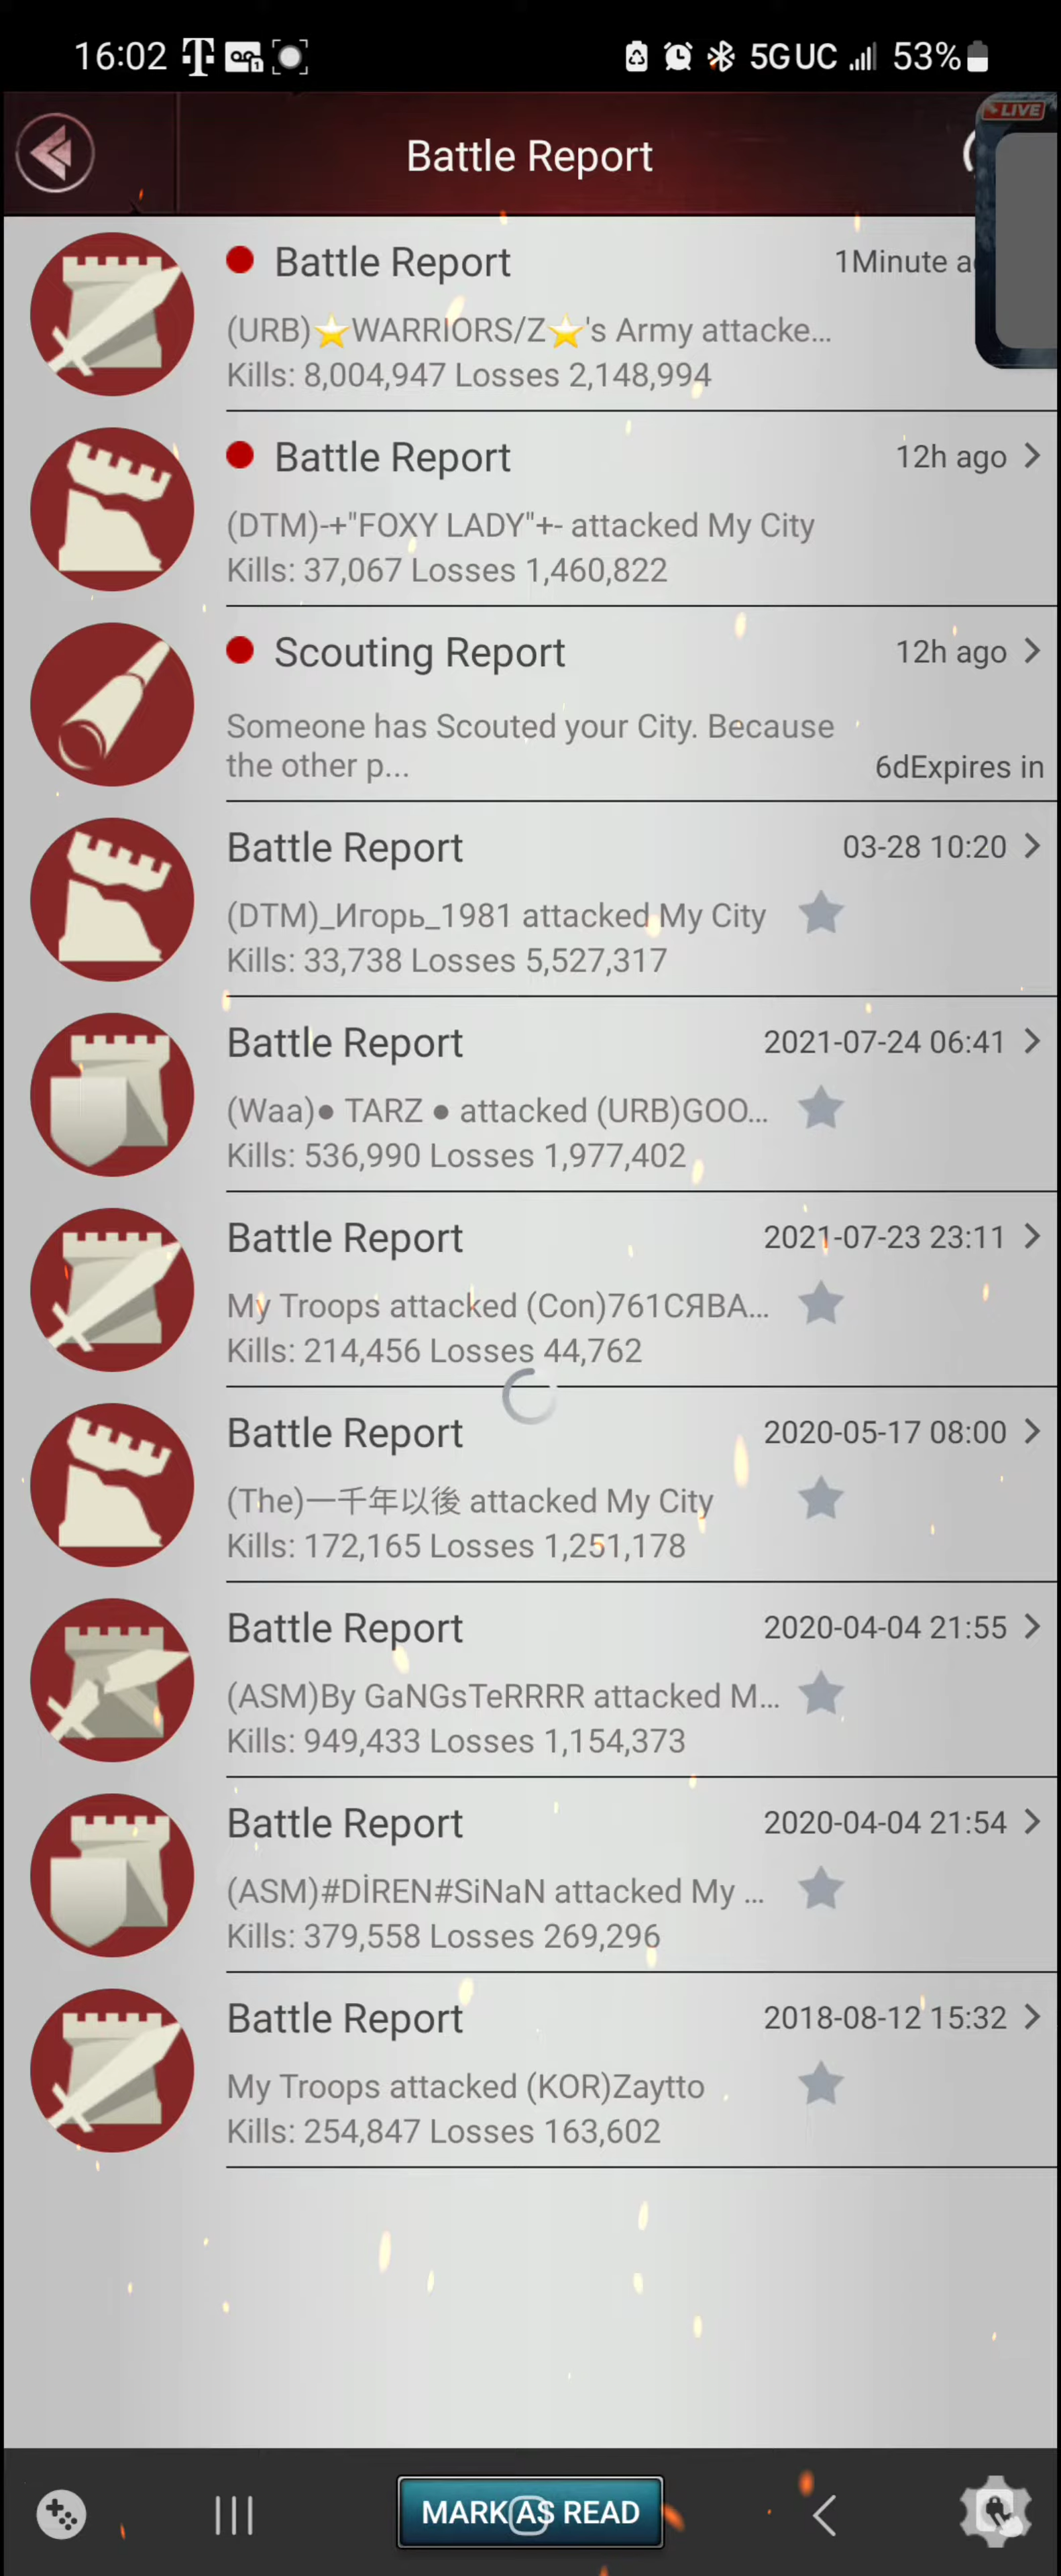 16:02
5G UC 53%
LIVE
Battle Report
Battle Report
1Minute a
(URB)⭐WARRIORS/Z⭐'s Army attacke...
Kills: 8,004,947 Losses 2,148,994
Battle Report
12h ago
(DTM)-+"FOXY LADY"+- attacked My City
Kills: 37,067 Losses 1,460,822
Scouting Report
12h ago
Someone has Scouted your City. Because
the other p...
6dExpires in
Battle Report
03-28 10:20
(DTM)_Игорь_1981 attacked My City
Kills: 33,738 Losses 5,527,317
Battle Report
2021-07-24 06:41
(Waa)● TARZ ● attacked (URB)GOO...
Kills: 536,990 Losses 1,977,402
Battle Report
2021-07-23 23:11
My Troops attacked (Con)761СЯВА...
Kills: 214,456 Losses 44,762
Battle Report
2020-05-17 08:00
(The)一千年以後 attacked My City
Kills: 172,165 Losses 1,251,178
Battle Report
2020-04-04 21:55
(ASM)By GaNGsTeRRRR attacked M...
Kills: 949,433 Losses 1,154,373
Battle Report
2020-04-04 21:54
(ASM)#DİREN#SiNaN attacked My ...
Kills: 379,558 Losses 269,296
Battle Report
2018-08-12 15:32
My Troops attacked (KOR)Zaytto
Kills: 254,847 Losses 163,602
MARK AS READ